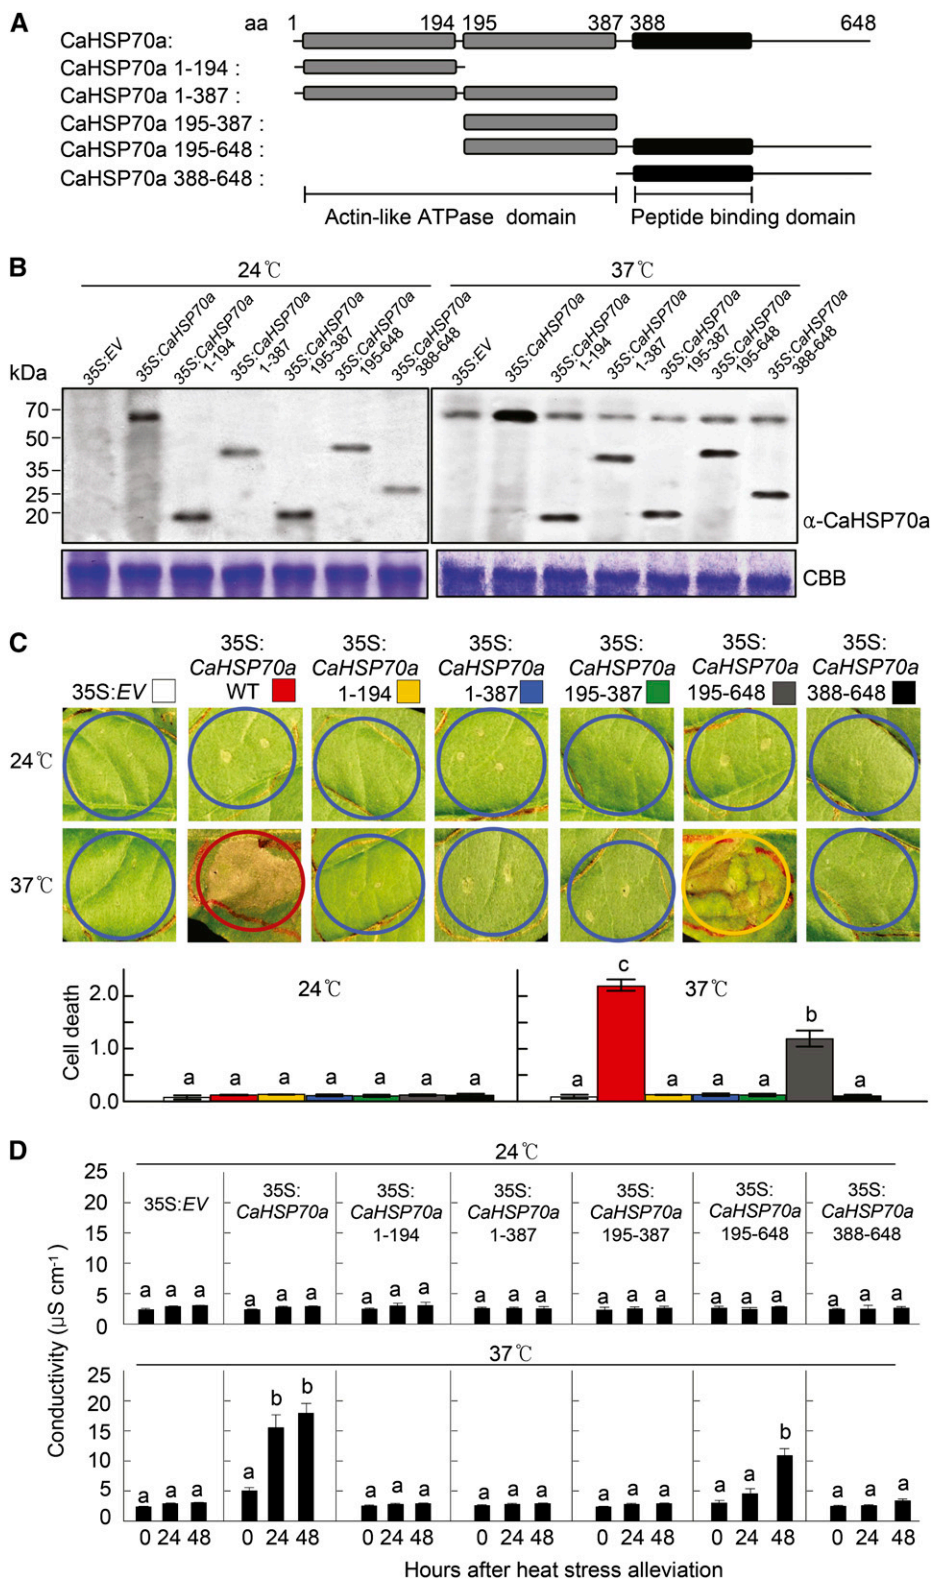 A
aa 1 194 195 387 388 648
CaHSP70a:
CaHSP70a 1-194 :
CaHSP70a 1-387 :
CaHSP70a 195-387 :
CaHSP70a 195-648 :
CaHSP70a 388-648 :
Actin-like ATPase domain
Peptide binding domain
B
24℃
37℃
35S:EV
35S:CaHSP70a
35S:CaHSP70a
1-194
35S:CaHSP70a
1-387
35S:CaHSP70a
195-387
35S:CaHSP70a
195-648
35S:CaHSP70a
388-648
35S:EV
35S:CaHSP70a
35S:CaHSP70a
1-194
35S:CaHSP70a
1-387
35S:CaHSP70a
195-387
35S:CaHSP70a
195-648
35S:CaHSP70a
388-648
kDa
70
50
35
25
20
α-CaHSP70a
CBB
C
35S:EV
35S:
CaHSP70a
WT
35S:
CaHSP70a
1-194
35S:
CaHSP70a
1-387
35S:
CaHSP70a
195-387
35S:
CaHSP70a
195-648
35S:
CaHSP70a
388-648
24℃
37℃
Cell death
2.0
1.0
0.0
24℃
a a a a a a a
37℃
a c a a a b a
D
24℃
Conductivity (µS cm⁻¹ )
25
20
15
10
5
0
35S:EV
35S:
CaHSP70a
35S:
CaHSP70a
1-194
35S:
CaHSP70a
1-387
35S:
CaHSP70a
195-387
35S:
CaHSP70a
195-648
35S:
CaHSP70a
388-648
a a a a a a a a a a a a a a a a a a a a a
37℃
25
20
15
10
5
0
a a a a b b a a a a a a a a a a a b a a a
0 24 48 0 24 48 0 24 48 0 24 48 0 24 48 0 24 48 0 24 48
Hours after heat stress alleviation